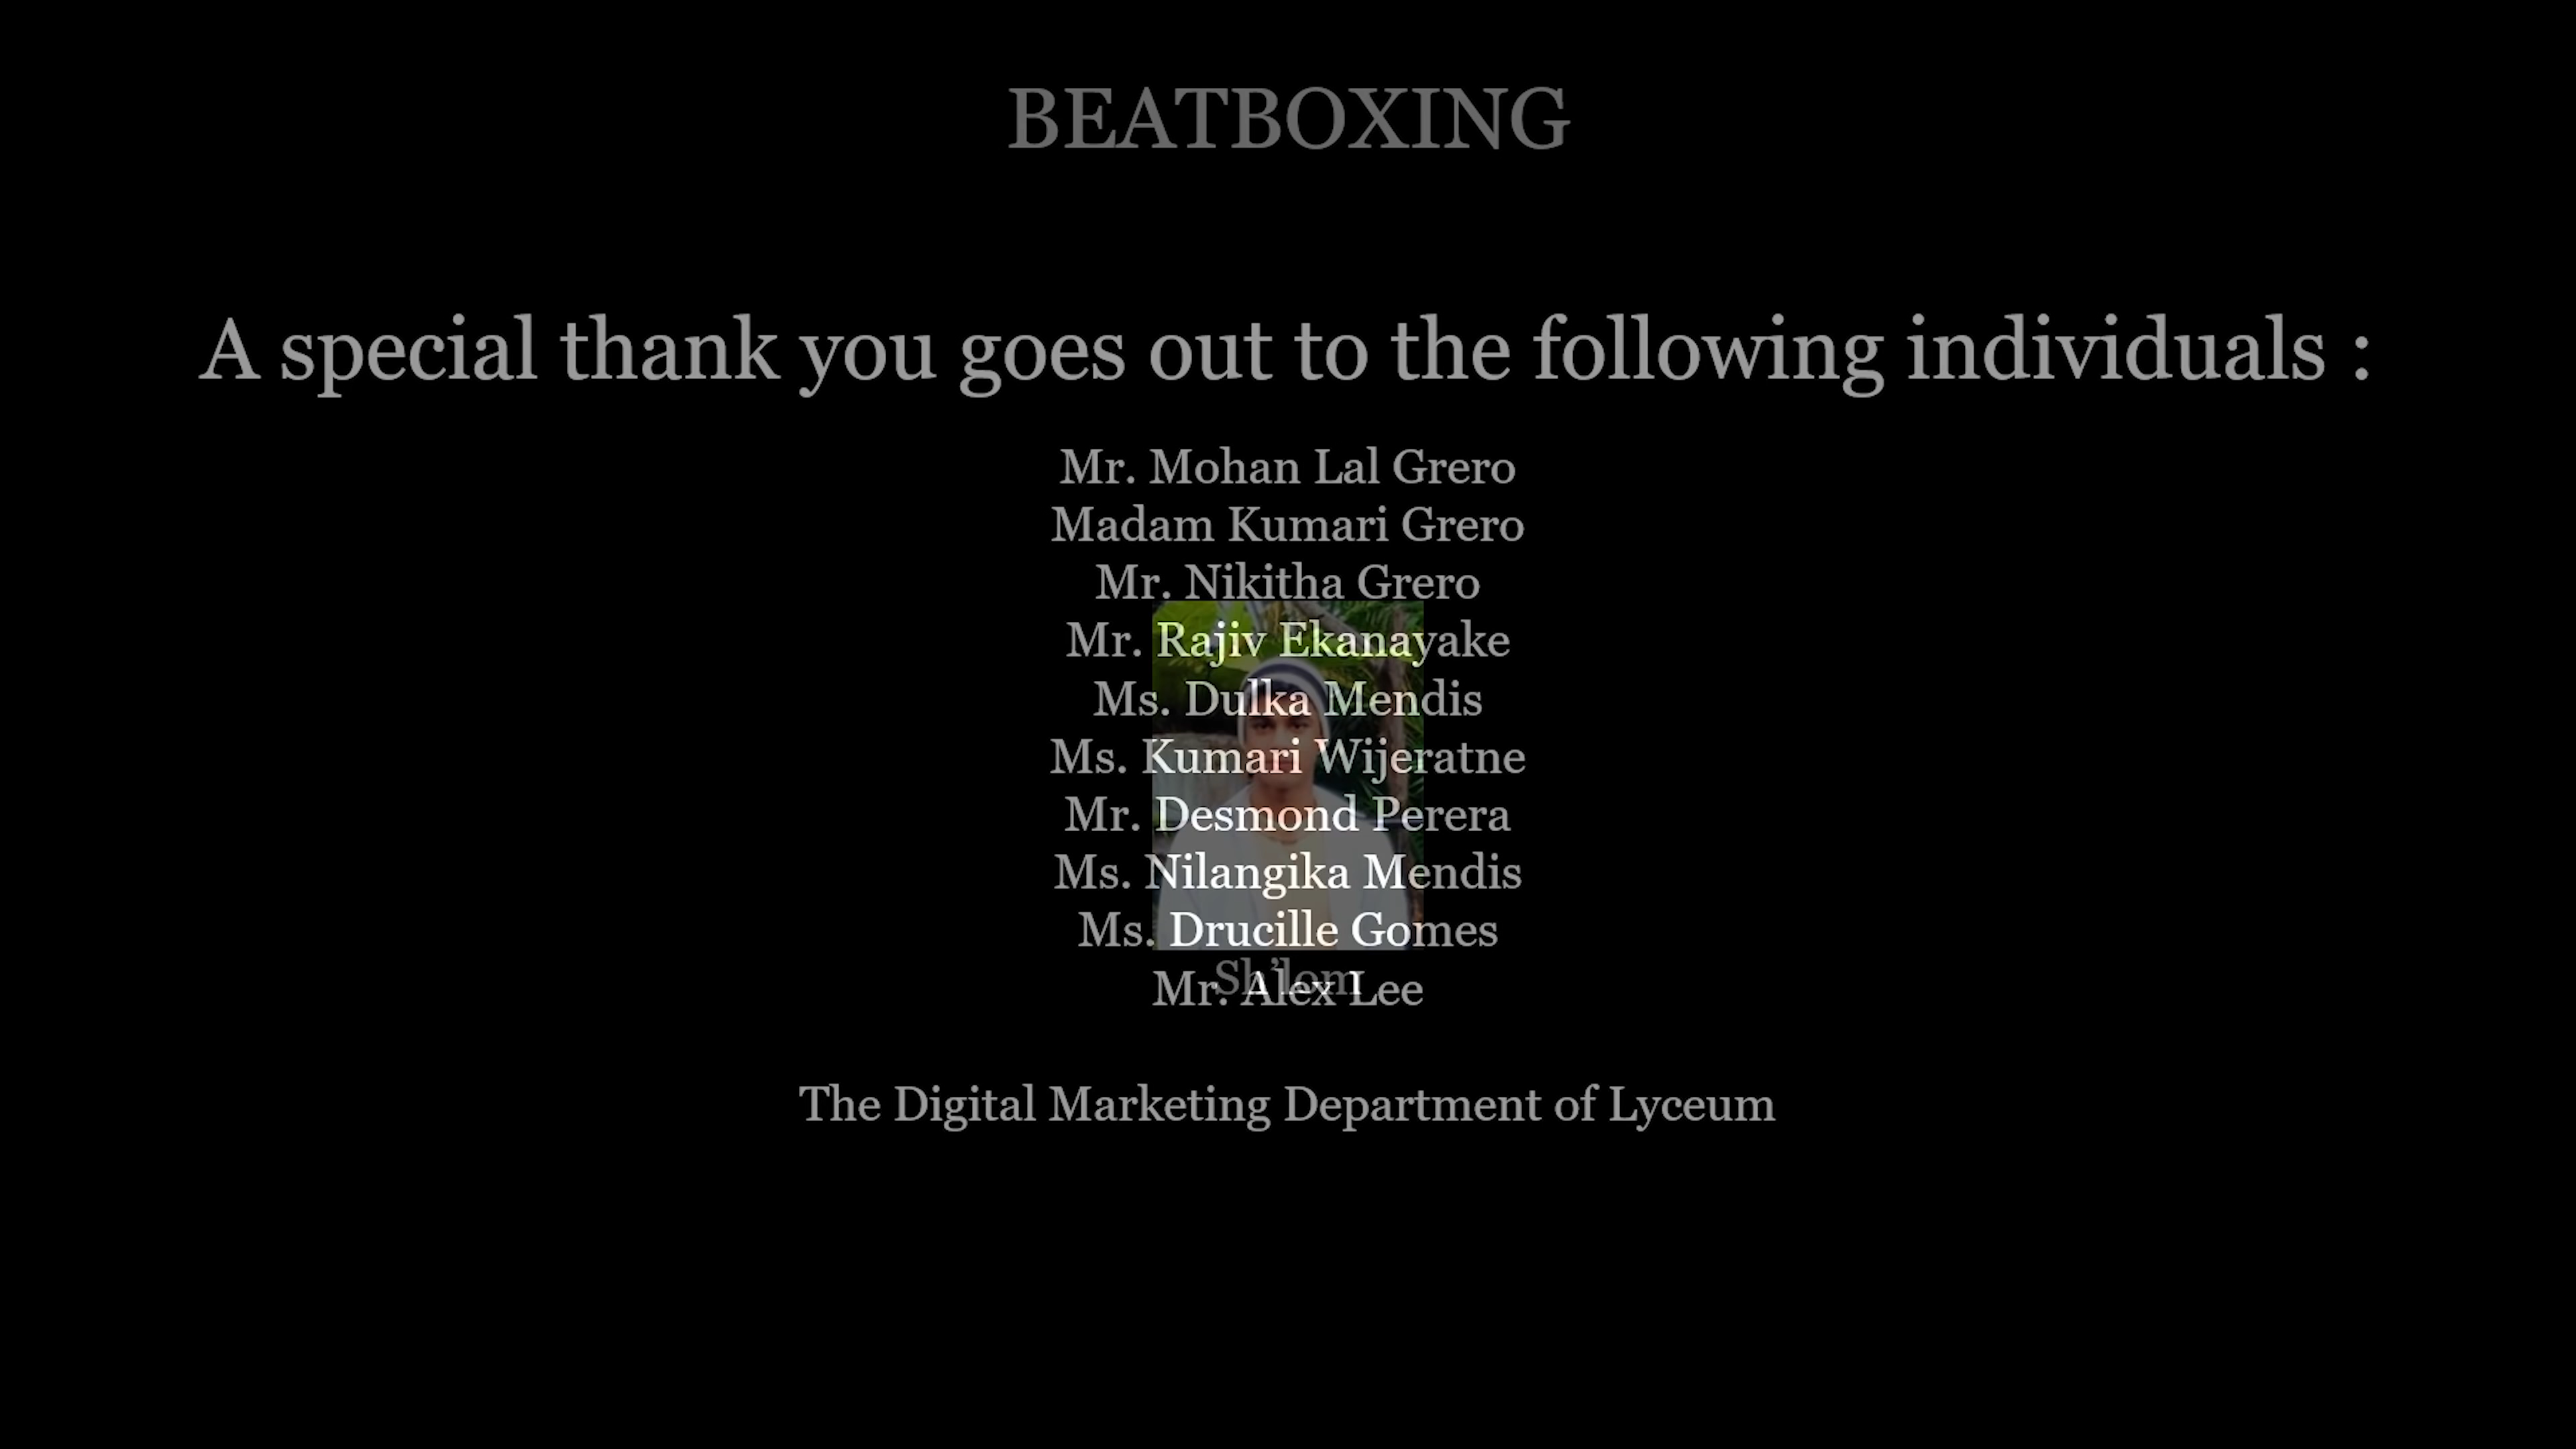 BEATBOXING
A special thank you goes out to the following individuals :
Mr. Mohan Lal Grero
Madam Kumari Grero
Mr. Nikitha Grero
Mr. Rajiv Ekanayake
Ms. Dulka Mendis
Ms. Kumari Wijeratne
Mr. Desmond Perera
Ms. Nilangika Mendis
Ms. Drucille Gomes
Sh'lom
Mr. Alex Lee
The Digital Marketing Department of Lyceum